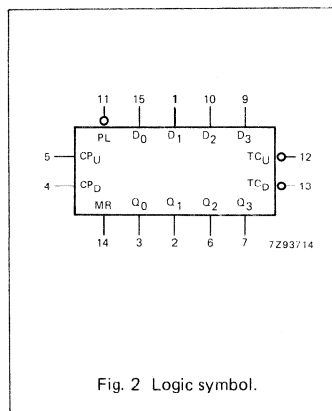 11 15 1 10 9
PL D0 D1 D2 D3
5 CPU TCU 12
4 CPD TCD 13
MR Q0 Q1 Q2 Q3
14 3 2 6 7 7Z93714
Fig. 2 Logic symbol.